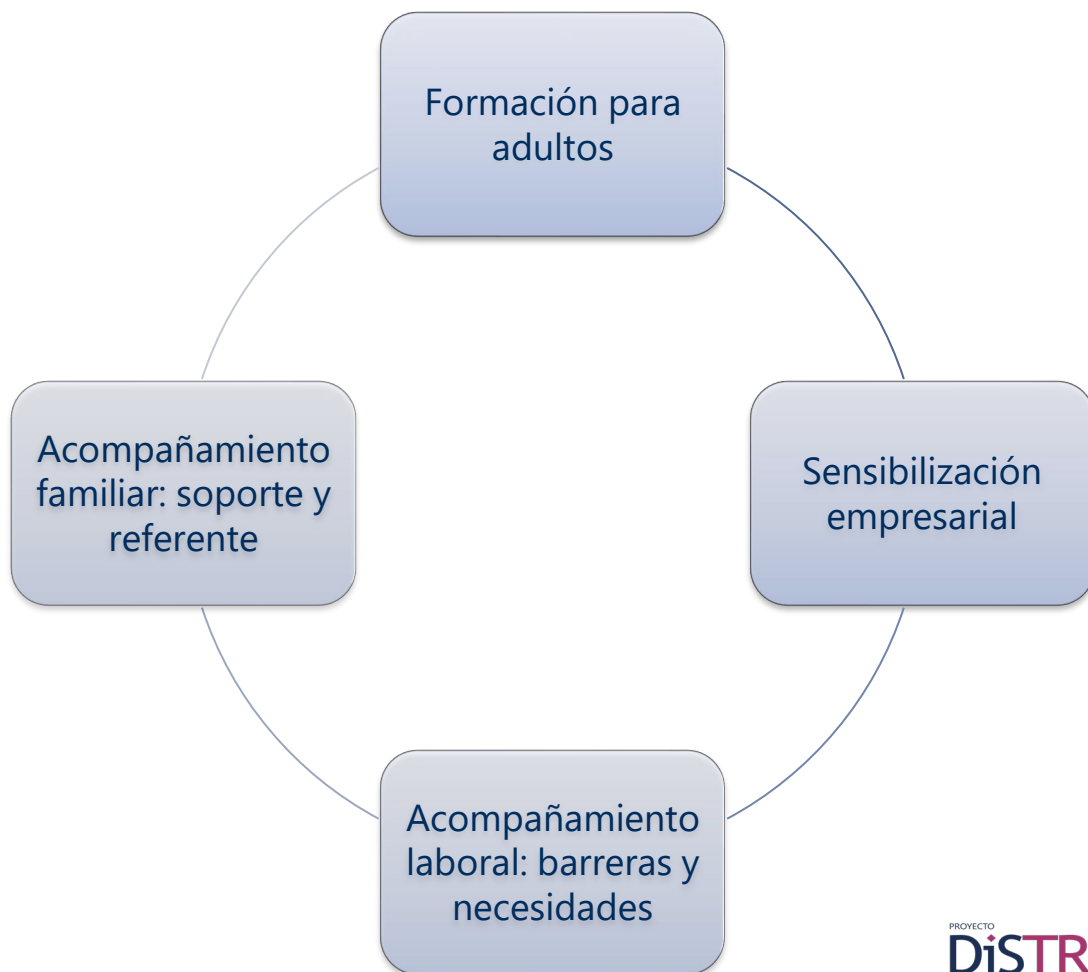 Formación para
adultos
Acompañamiento
familiar: soporte y
referente
Sensibilización
empresarial
Acompañamiento
laboral: barreras y
necesidades
PROYECTO
DiSTR